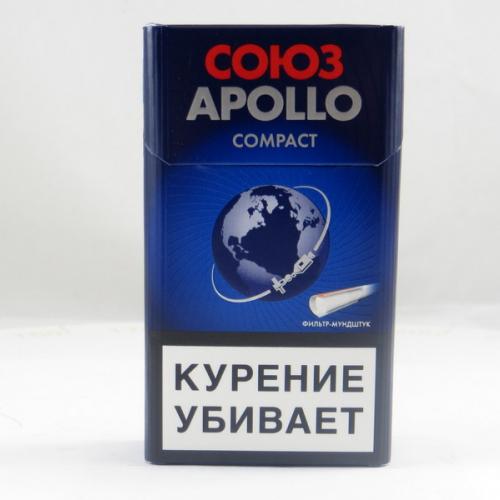 СОЮЗ
APOLLO
COMPACT
ФИЛЬТР-МУНДШТУК
КУРЕНИЕ
УБИВАЕТ